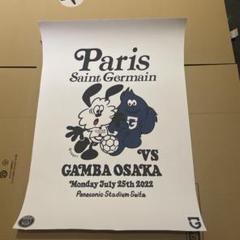 Paris
Saint Germain
VS
GAMBA OSAKA
Monday July 25th 2022
Panasonic Stadium Suita